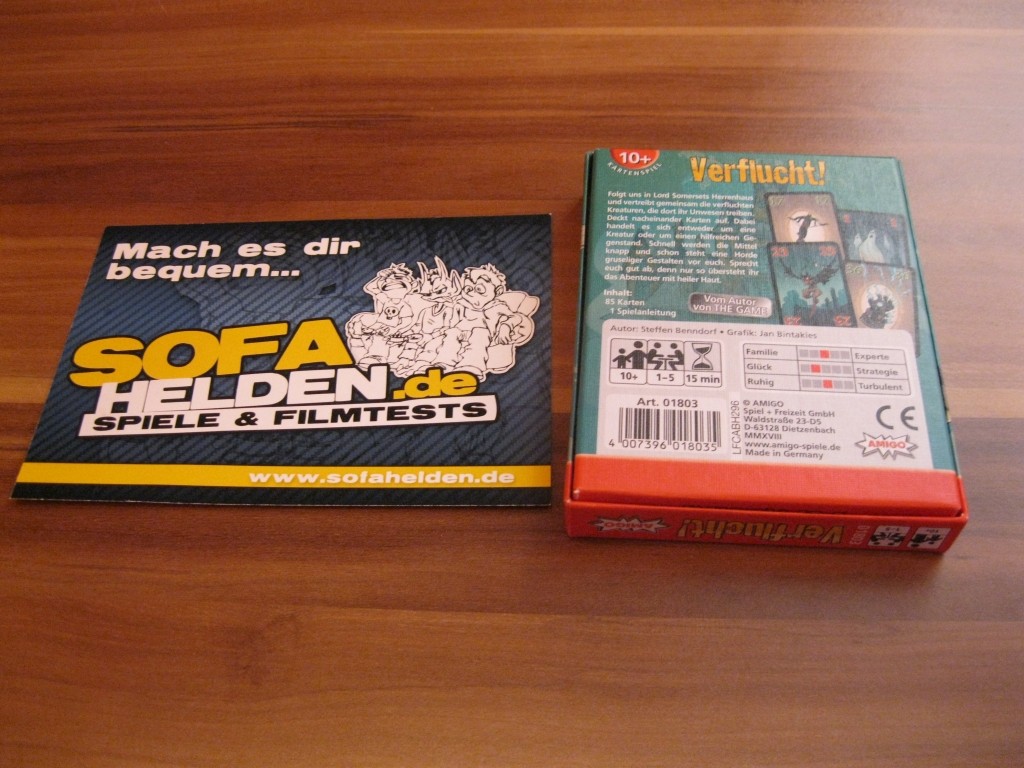 Mach es dir
bequem...
SOFA
HELDEN.de
SPIELE & FILMTESTS
www.sofahelden.de
10+
KARTENSPIEL
Verflucht!
Folgt uns in Lord Somersets Herrenhaus
und vertreibt gemeinsam die verfluchten
Kreaturen, die dort ihr Unwesen treiben.
Deckt nacheinander Karten auf. Dabei
handelt es sich entweder um eine
Kreatur oder um einen hilfreichen Ge-
genstand. Schnell werden die Mittel
knapp und schon steht eine Horde
gruseliger Gestalten vor euch. Sprecht
euch gut ab, denn nur so übersteht ihr
das Abenteuer mit heiler Haut.
Inhalt:
85 Karten
1 Spielanleitung
Vom Autor
von THE GAME
Autor: Steffen Benndorf • Grafik: Jan Bintakies
10+ 1–5 15 min
Familie Experte
Glück Strategie
Ruhig Turbulent
Art. 01803
4 007396 018035
LFCABH296
© AMIGO
Spiel + Freizeit GmbH
Waldstraße 23-D5
D-63128 Dietzenbach
MMXVIII
www.amigo-spiele.de
Made in Germany
CE
AMIGO
AMIGO
Verflucht!